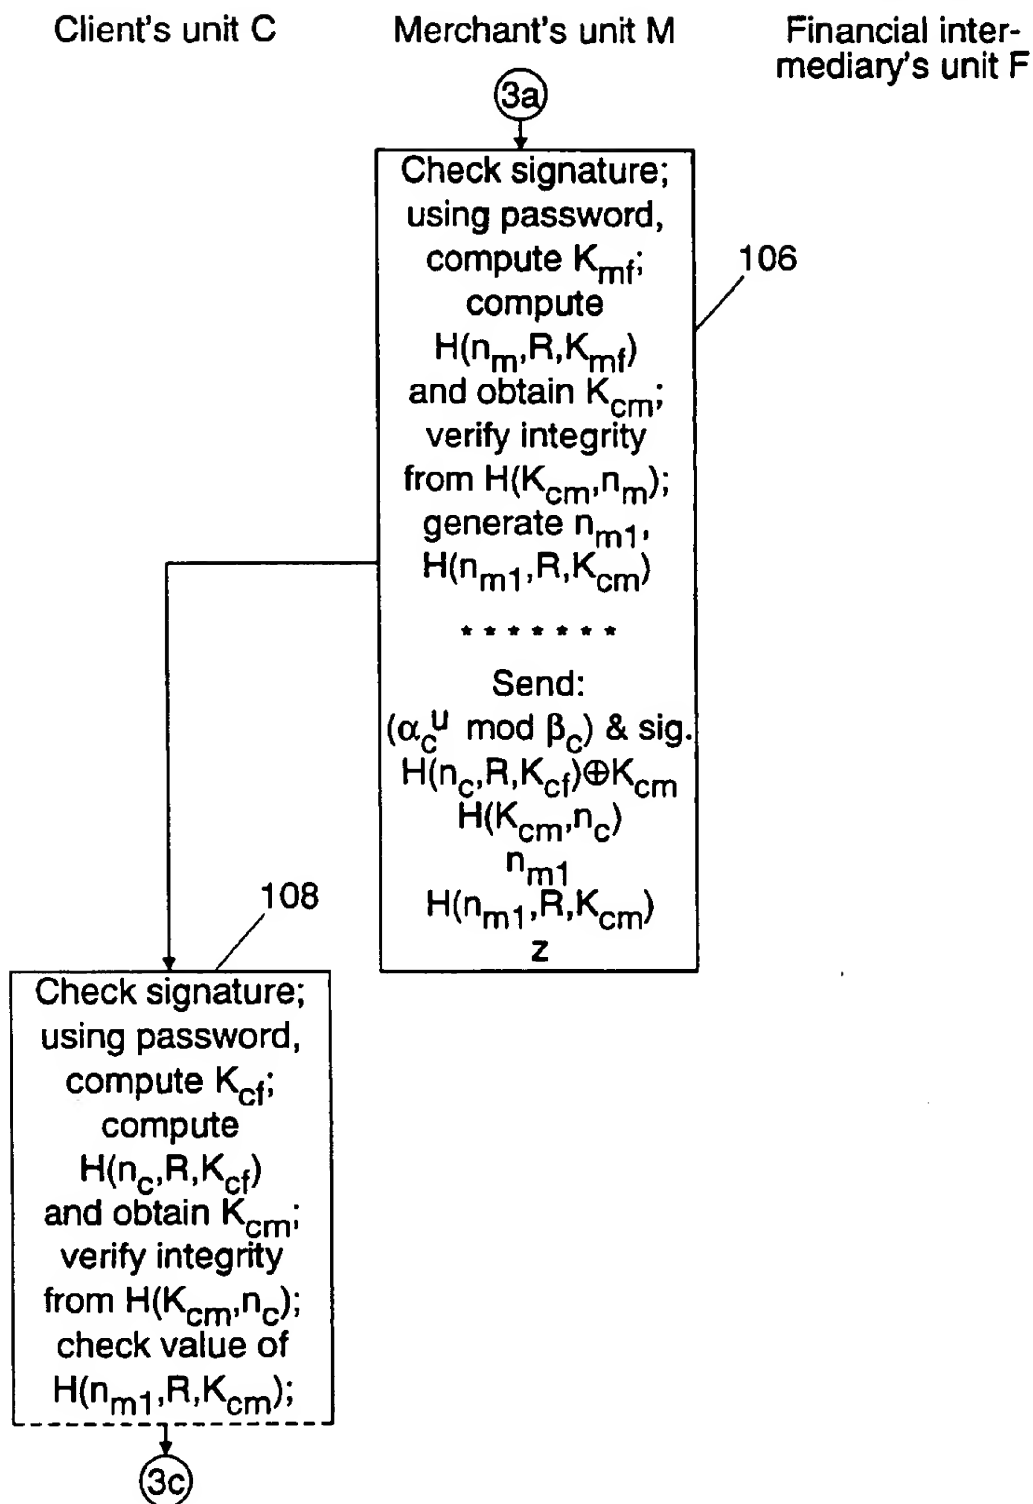 Client's unit C
Merchant's unit M
Financial inter-
mediary's unit F
3a
Check signature;
using password,
compute K_mf;
compute
H(n_m,R,K_mf)
and obtain K_cm;
verify integrity
from H(K_cm,n_m);
generate n_m1,
H(n_m1,R,K_cm)
* * * * * * *
Send:
(α_c^u mod β_c) & sig.
H(n_c,R,K_cf)⊕K_cm
H(K_cm,n_c)
n_m1
H(n_m1,R,K_cm)
z
106
108
Check signature;
using password,
compute K_cf;
compute
H(n_c,R,K_cf)
and obtain K_cm;
verify integrity
from H(K_cm,n_c);
check value of
H(n_m1,R,K_cm);
3c